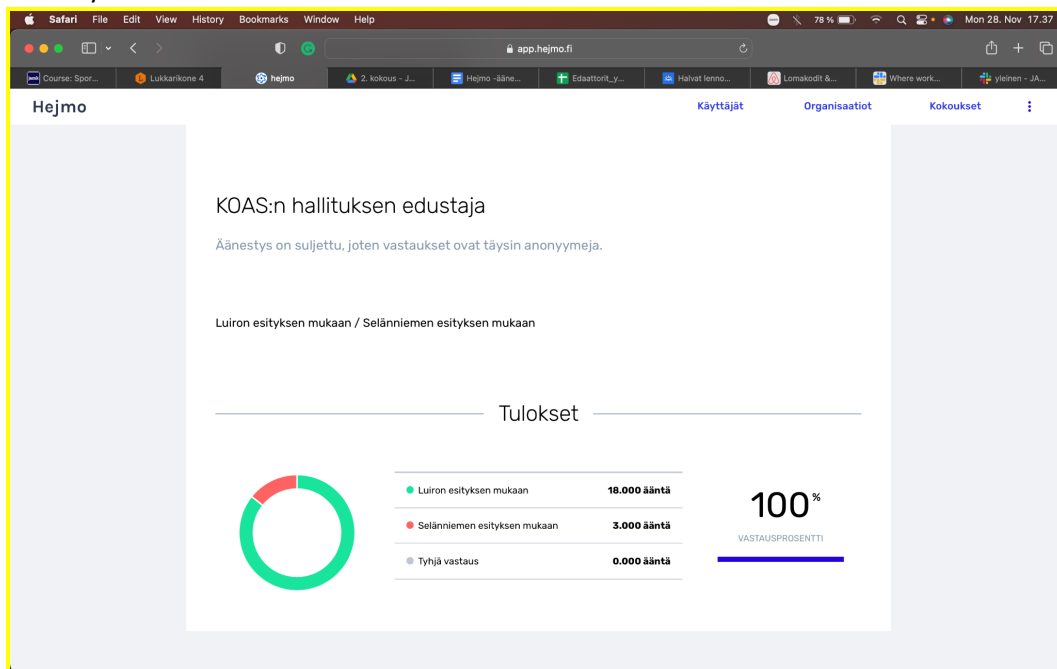 Safari File Edit View History Bookmarks Window Help 78 % Mon 28. Nov 17.37
app.hejmo.fi
Course: Spor... Lukkarikone 4 hejmo 2. kokous - J... Hejmo -ääne... Edaattorit_y... Halvat lenno... Lomakodit &... Where work... yleinen - JA...
Hejmo Käyttäjät Organisaatiot Kokoukset
KOAS:n hallituksen edustaja
Äänestys on suljettu, joten vastaukset ovat täysin anonyymeja.
Luiron esityksen mukaan / Selänniemen esityksen mukaan
Tulokset
Luiron esityksen mukaan 18.000 ääntä
Selänniemen esityksen mukaan 3.000 ääntä
Tyhjä vastaus 0.000 ääntä
100 %
VASTAUSPROSENTTI